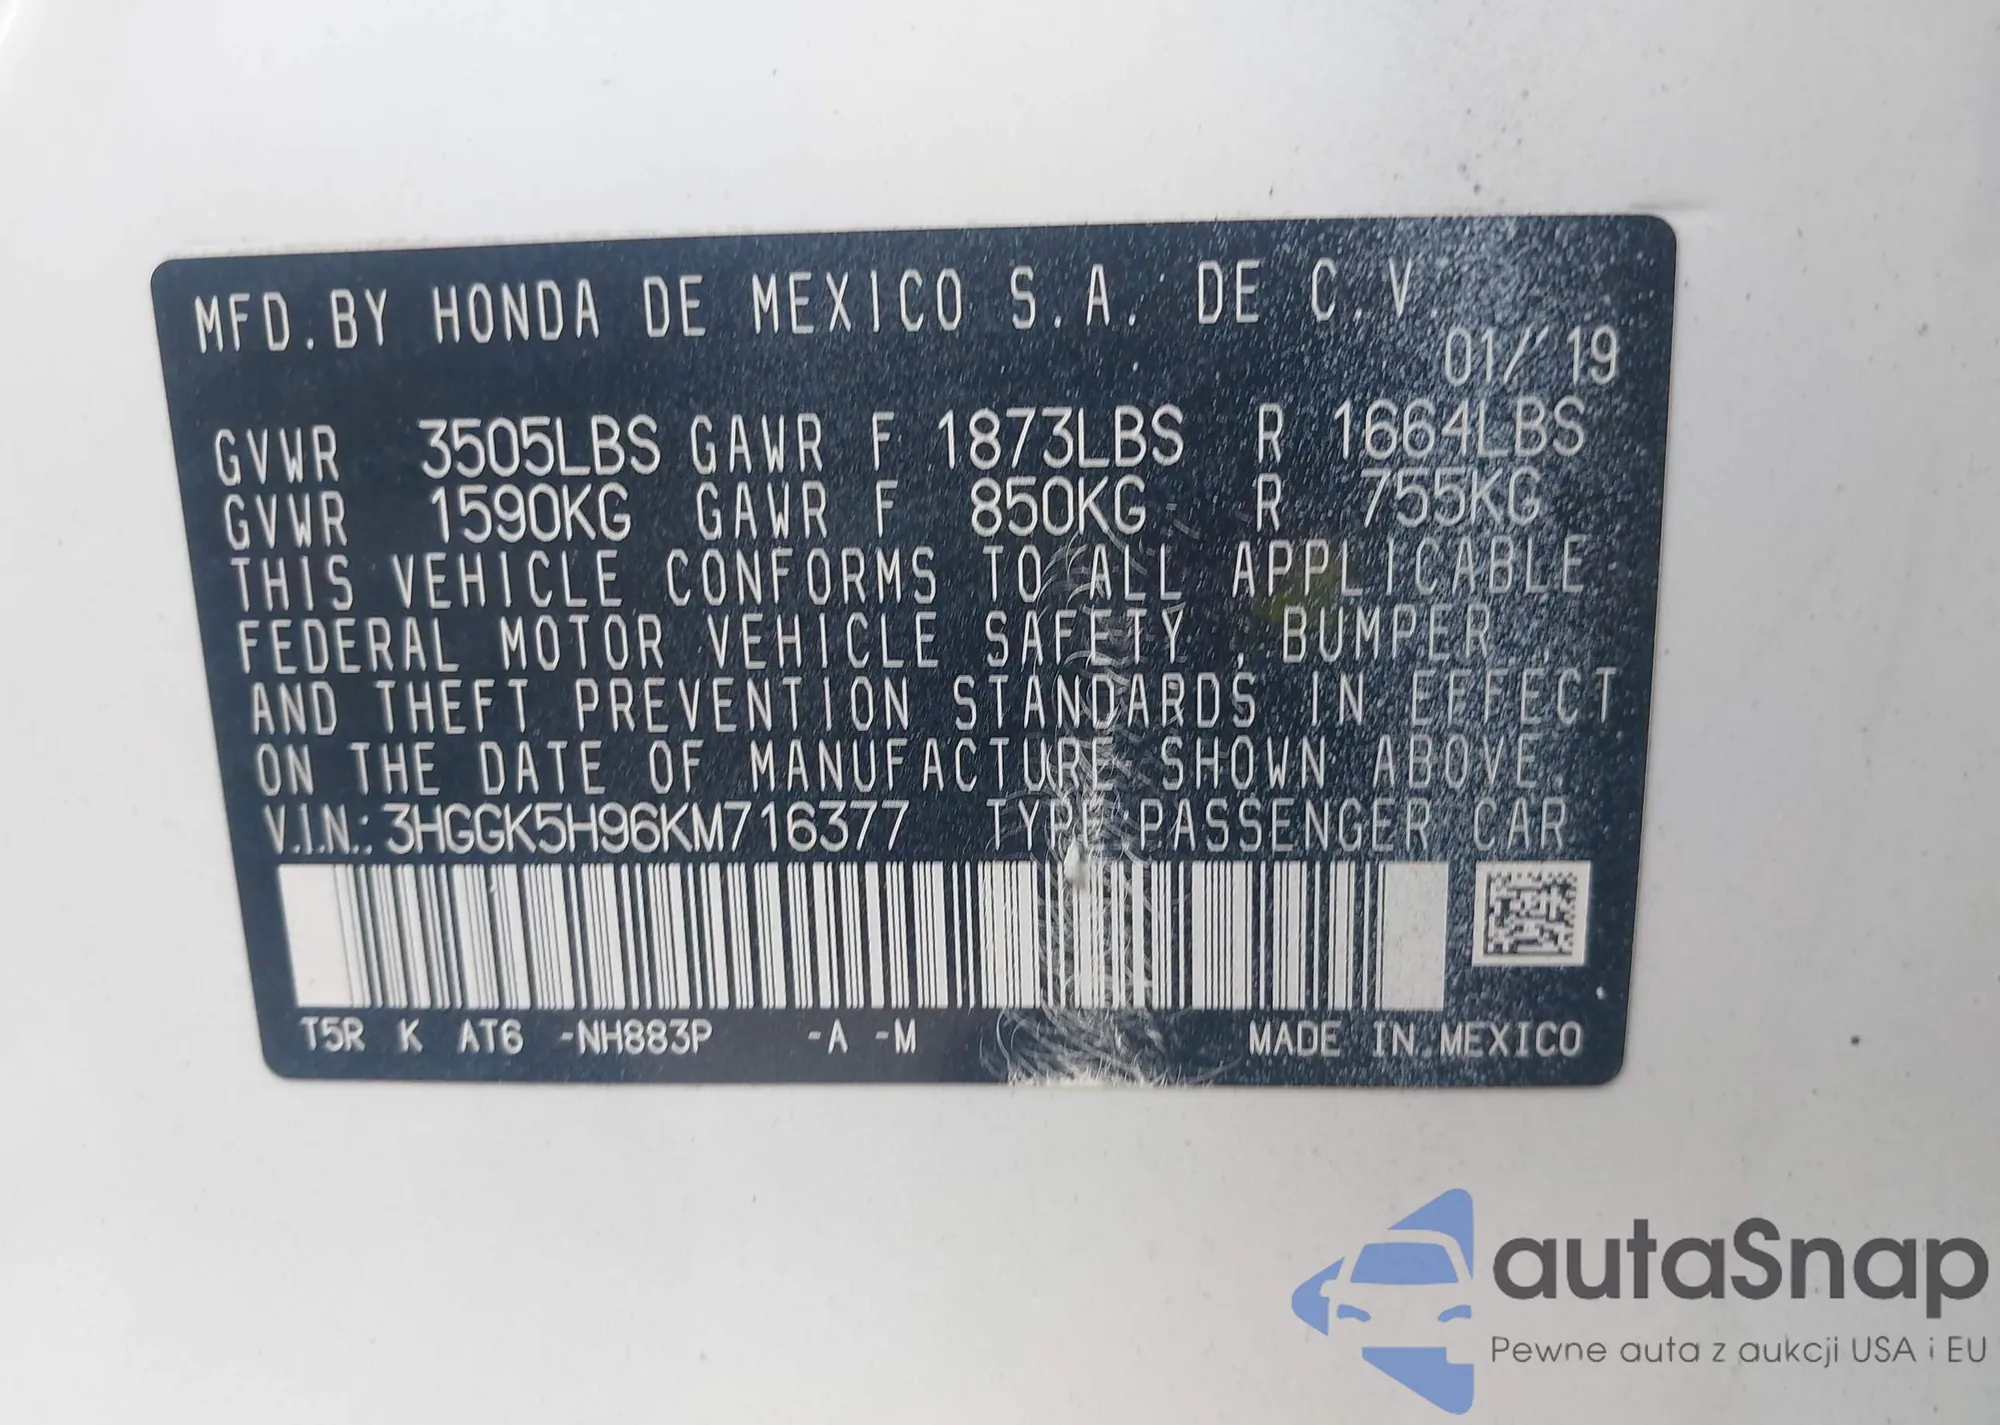 MFD. BY HONDA DE MEXICO S.A. DE C.V.
01/'19
GVWR 3505LBS GAWR F 1873LBS R 1664LBS
GVWR 1590KG GAWR F 850KG R 755KG
THIS VEHICLE CONFORMS TO ALL APPLICABLE
FEDERAL MOTOR VEHICLE SAFETY, BUMPER,
AND THEFT PREVENTION STANDARDS IN EFFECT
ON THE DATE OF MANUFACTURE SHOWN ABOVE.
V.I.N.: 3HGGK5H96KM716377 TYPE PASSENGER CAR
T5R K AT6 -NH883P -A -M MADE IN MEXICO
autaSnap
Pewne auta z aukcji USA i EU